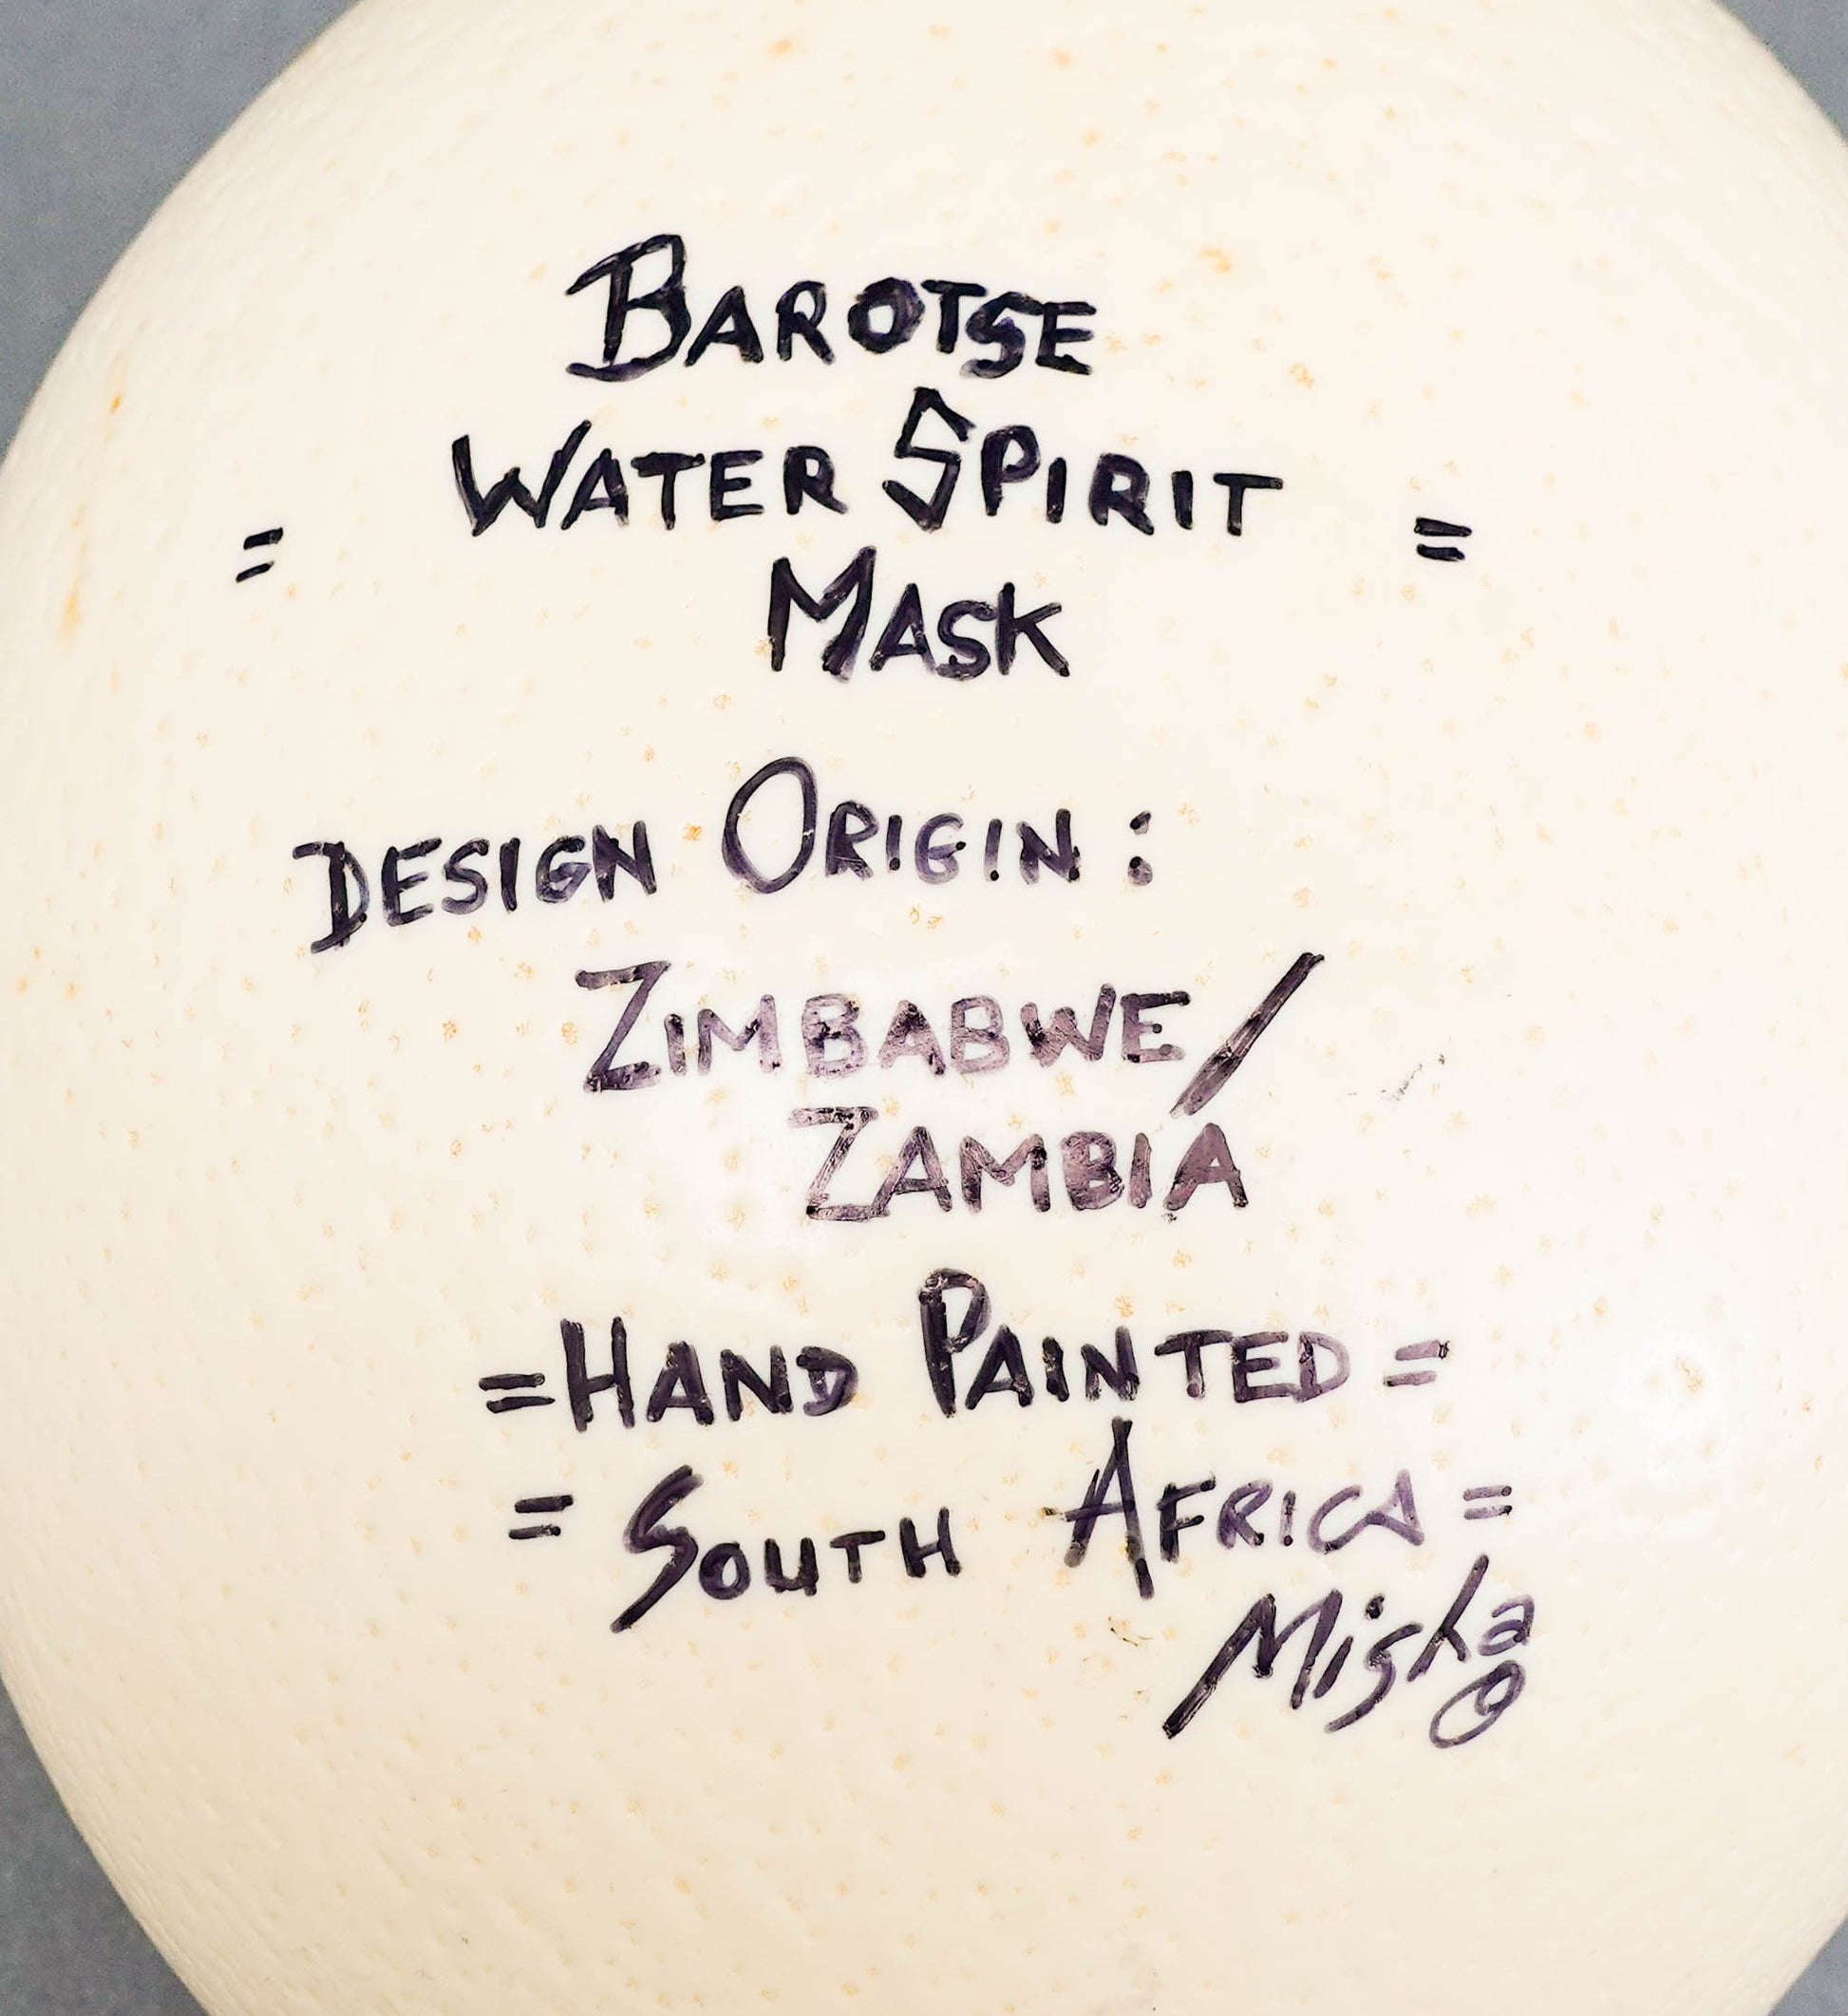 BAROTSE
= WATER SPIRIT =
MASK
DESIGN ORIGIN:
ZIMBABWE/
ZAMBIA
=HAND PAINTED=
= SOUTH AFRICA =
Misha